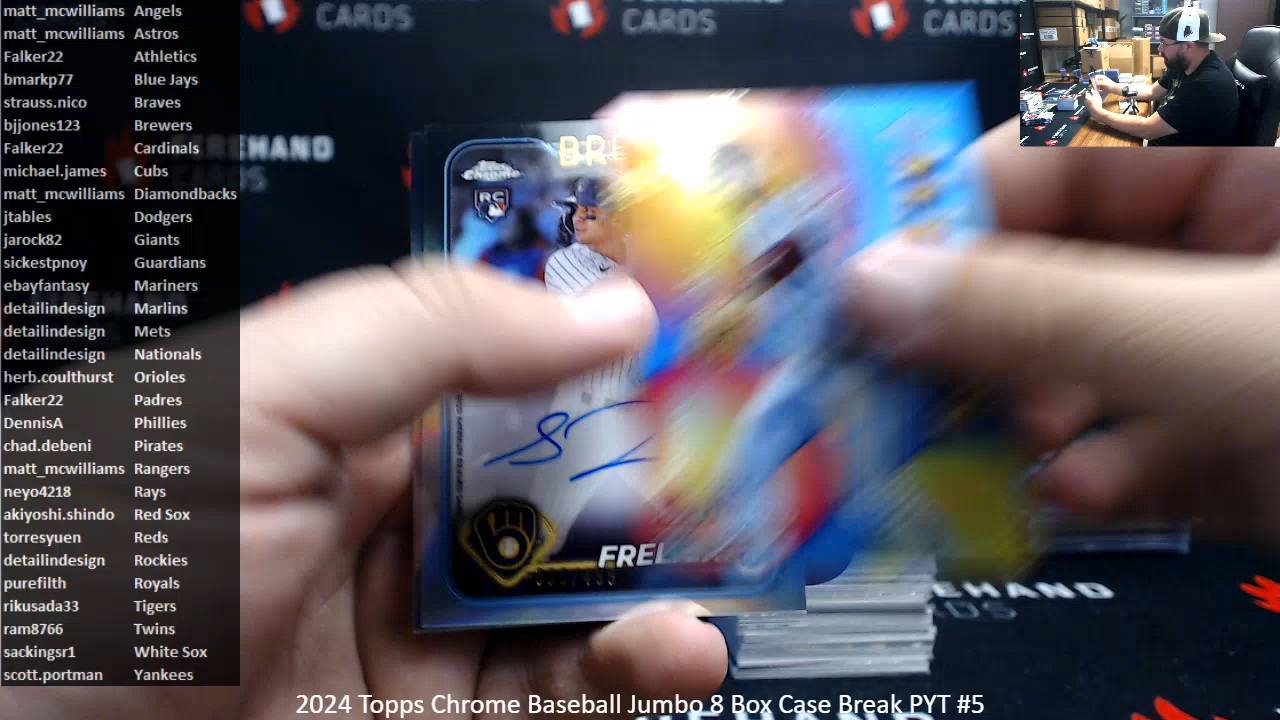 matt_mcwilliams Angels
matt_mcwilliams Astros
Falker22 Athletics
bmarkp77 Blue Jays
strauss.nico Braves
bjjones123 Brewers
Falker22 Cardinals
michael.james Cubs
matt_mcwilliams Diamondbacks
jtables Dodgers
jarock82 Giants
sickestpnoy Guardians
ebayfantasy Mariners
detailindesign Marlins
detailindesign Mets
detailindesign Nationals
herb.coulthurst Orioles
Falker22 Padres
DennisA Phillies
chad.debeni Pirates
matt_mcwilliams Rangers
neyo4218 Rays
akiyoshi.shindo Red Sox
torresyuen Reds
detailindesign Rockies
purefilth Royals
rikusada33 Tigers
ram8766 Twins
sackingsr1 White Sox
scott.portman Yankees
CARDS
CARDS
CARDS
BRE
Topps Chrome
RC
FREL
2024 Topps Chrome Baseball Jumbo 8 Box Case Break PYT #5